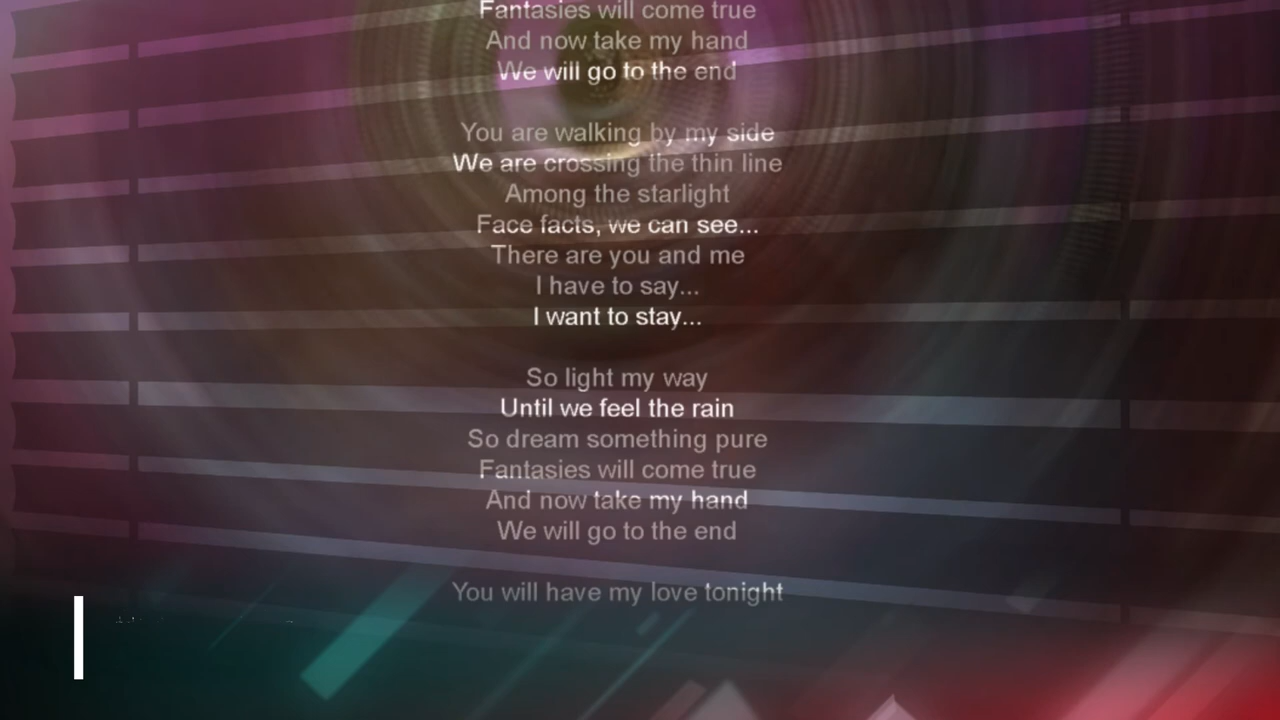 Fantasies will come true
And now take my hand
We will go to the end
You are walking by my side
We are crossing the thin line
Among the starlight
Face facts, we can see...
There are you and me
I have to say...
I want to stay...
So light my way
Until we feel the rain
So dream something pure
Fantasies will come true
And now take my hand
We will go to the end
You will have my love tonight